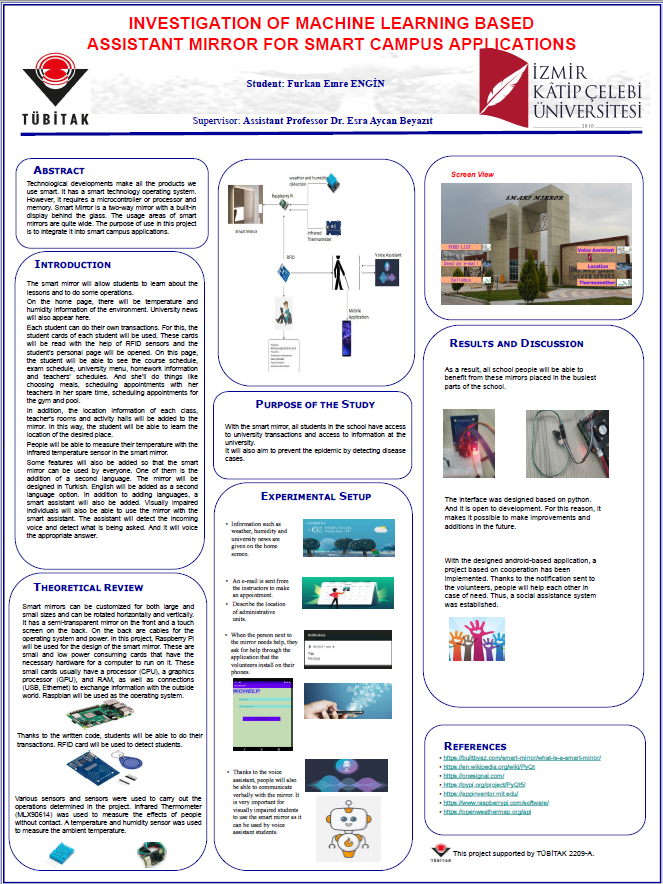 INVESTIGATION OF MACHINE LEARNING BASED
ASSISTANT MIRROR FOR SMART CAMPUS APPLICATIONS
TÜBİTAK
Student: Furkan Emre ENGİN
Supervisor: Assistant Professor Dr. Esra Aycan Beyazıt
İZMİR
KÂTİP ÇELEBİ
ÜNİVERSİTESİ
2010
ABSTRACT
Technological developments make all the products we
use smart. It has a smart technology operating system.
However, it requires a microcontroller or processor and
memory. Smart Mirror is a two-way mirror with a built-in
display behind the glass. The usage areas of smart
mirrors are quite wide. The purpose of use in this project
is to integrate it into smart campus applications.
INTRODUCTION
The smart mirror will allow students to learn about the
lessons and to do some operations.
On the home page, there will be temperature and
humidity information of the environment. University news
will also appear here.
Each student can do their own transactions. For this, the
student cards of each student will be used. These cards
will be read with the help of RFID sensors and the
student's personal page will be opened. On this page,
the student will be able to see the course schedule,
exam schedule, university menu, homework information
and teachers' schedules. And she'll do things like
choosing meals, scheduling appointments with her
teachers in her spare time, scheduling appointments for
the gym and pool.
In addition, the location information of each class,
teacher's rooms and activity halls will be added to the
mirror. In this way, the student will be able to learn the
location of the desired place.
People will be able to measure their temperature with the
infrared temperature sensor in the smart mirror.
Some features will also be added so that the smart
mirror can be used by everyone. One of them is the
addition of a second language. The mirror will be
designed in Turkish. English will be added as a second
language option. In addition to adding languages, a
smart assistant will also be added. Visually impaired
individuals will also be able to use the mirror with the
smart assistant. The assistant will detect the incoming
voice and detect what is being asked. And it will voice
the appropriate answer.
THEORETICAL REVIEW
Smart mirrors can be customized for both large and
small sizes and can be rotated horizontally and vertically.
It has a semi-transparent mirror on the front and a touch
screen on the back. On the back are cables for the
operating system and power. In this project, Raspberry Pi
will be used for the design of the smart mirror. These are
small and low power consuming cards that have the
necessary hardware for a computer to run on it. These
small cards usually have a processor (CPU), a graphics
processor (GPU), and RAM, as well as connections
(USB, Ethernet) to exchange information with the outside
world. Raspbian will be used as the operating system.
Thanks to the written code, students will be able to do their
transactions. RFID card will be used to detect students.
Various sensors and sensors were used to carry out the
operations determined in the project. Infrared Thermometer
(MLX90614) was used to measure the effects of people
without contact. A temperature and humidity sensor was used
to measure the ambient temperature.
weather and humidity
detection
Raspberry Pi
Smart Mirror
Infrared
Thermometer
RFID
Voice Assistant
Mobile
Application
PURPOSE OF THE STUDY
With the smart mirror, all students in the school have access
to university transactions and access to information at the
university.
It will also aim to prevent the epidemic by detecting disease
cases.
EXPERIMENTAL SETUP
• Information such as
weather, humidity and
university news are
given on the home
screen.
• An e-mail is sent from
the instructors to make
an appointment.
• Describe the location
of administrative
units.
• When the person next to
the mirror needs help, they
ask for help through the
application that the
volunteers install on their
phones.
Notifications
Title
Message
WCHELP
• Thanks to the voice
assistant, people will also
be able to communicate
verbally with the mirror. It
is very important for
visually impaired students
to use the smart mirror as it
can be used by voice
assistant students.
Screen View
SMART MIRROR
FOOD LIST
Send an e-mail
Syllabus
Voice Assistant
Location
Thermomether
RESULTS AND DISCUSSION
As a result, all school people will be able to
benefit from these mirrors placed in the busiest
parts of the school.
The interface was designed based on python.
And it is open to development. For this reason, it
makes it possible to make improvements and
additions in the future.
With the designed android-based application, a
project based on cooperation has been
implemented. Thanks to the notification sent to
the volunteers, people will help each other in
case of need. Thus, a social assistance system
was established.
REFERENCES
• https://builtbyaz.com/smart-mirror/what-is-a-smart-mirror/
• https://en.wikipedia.org/wiki/PyQt
• https://onesignal.com/
• https://pypi.org/project/PyQt5/
• https://appinventor.mit.edu/
• https://www.raspberrypi.com/software/
• https://openweathermap.org/api
TÜBİTAK
This project supported by TÜBİTAK 2209-A.